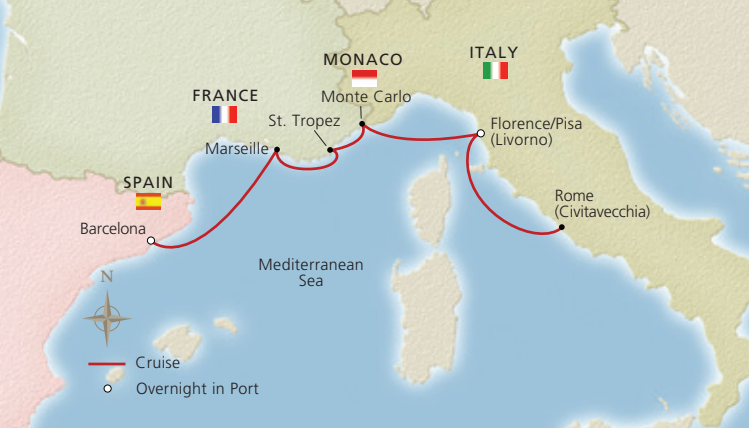 MONACO
Monte Carlo
ITALY
FRANCE
St. Tropez
Marseille
Florence/Pisa
(Livorno)
SPAIN
Barcelona
Rome
(Civitavecchia)
Mediterranean
Sea
N
Cruise
Overnight in Port